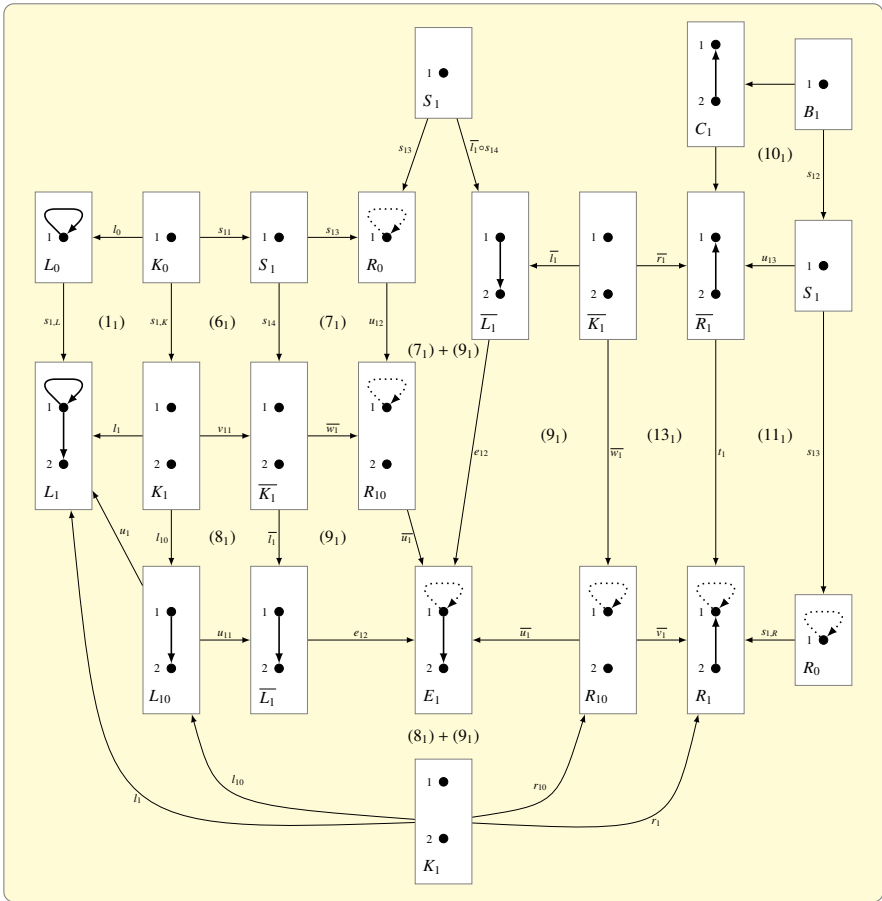 1
S₁
1
2
C₁
1
B₁
s₁₃
l̅₁∘s₁₄
(10₁)
s₁₂
1
L₀
l₀
1
K₀
s₁₁
1
S₁
s₁₃
1
R₀
1
2
L̅₁
l̅₁
1
2
K̅₁
r̅₁
1
2
R̅₁
u₁₃
1
S₁
s₁,L
(1₁)
s₁,K
(6₁)
s₁₄
(7₁)
u₁₂
(7₁) + (9₁)
1
2
L₁
l₁
1
2
K₁
v₁₁
1
2
K̅₁
w̅₁
1
2
R₁₀
e₁₂
(9₁)
w̅₁
(13₁)
t₁
(11₁)
s₁₃
u₁
l₁₀
(8₁)
l̅₁
(9₁)
u̅₁
1
2
L₁₀
u₁₁
1
2
L̅₁
e₁₂
1
2
E₁
u̅₁
1
2
R₁₀
v̅₁
1
2
R₁
s₁,R
1
R₀
(8₁) + (9₁)
l₁
l₁₀
1
2
K₁
r₁₀
r₁